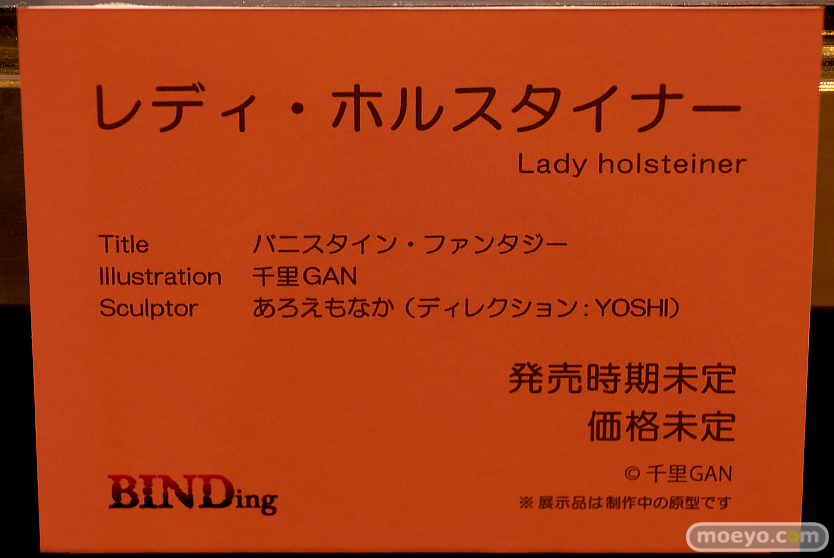 レディ・ホルスタイナー
Lady holsteiner
Title バニスタイン・ファンタジー
Illustration 千里GAN
Sculptor あろえもなか（ディレクション：YOSHI）
発売時期未定
価格未定
© 千里GAN
BINDing
※ 展示品は制作中の原型です
moeyo.com